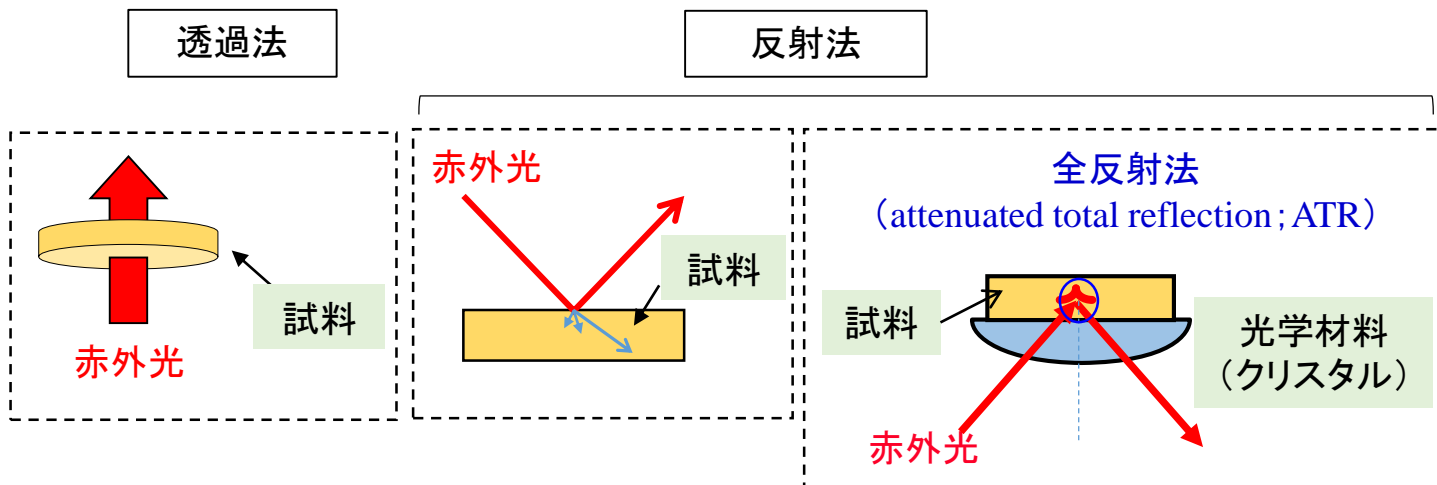 透過法
反射法
赤外光
試料
赤外光
試料
全反射法
（attenuated total reflection；ATR）
試料
光学材料
（クリスタル）
赤外光